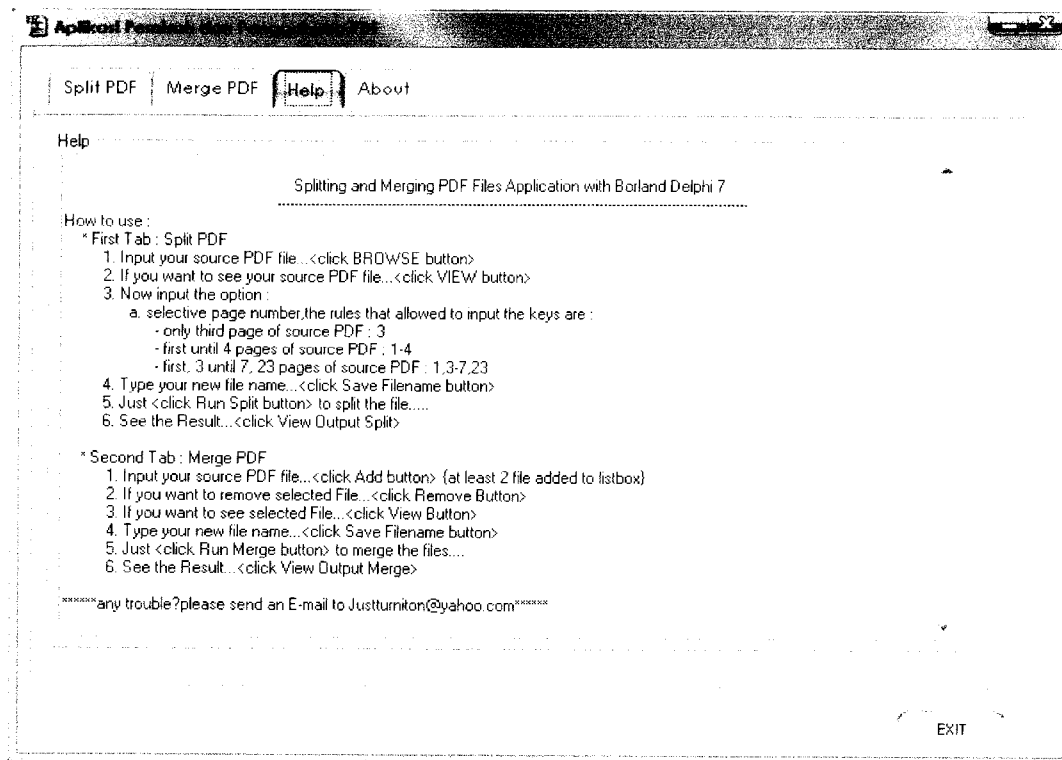 Aplikasi
Split PDF Merge PDF Help About
Help
Splitting and Merging PDF Files Application with Borland Delphi 7
How to use :
* First Tab : Split PDF
1. Input your source PDF file...<click BROWSE button>
2. If you want to see your source PDF file...<click VIEW button>
3. Now input the option :
a. selective page number,the rules that allowed to input the keys are :
- only third page of source PDF : 3
- first until 4 pages of source PDF : 1-4
- first, 3 until 7, 23 pages of source PDF : 1,3-7,23
4. Type your new file name...<click Save Filename button>
5. Just <click Run Split button> to split the file.....
6. See the Result...<click View Output Split>
* Second Tab : Merge PDF
1. Input your source PDF file...<click Add button> {at least 2 file added to listbox}
2. If you want to remove selected File...<click Remove Button>
3. If you want to see selected File...<click View Button>
4. Type your new file name...<click Save Filename button>
5. Just <click Run Merge button> to merge the files....
6. See the Result...<click View Output Merge>
******any trouble?please send an E-mail to Justturniton@yahoo.com******
EXIT